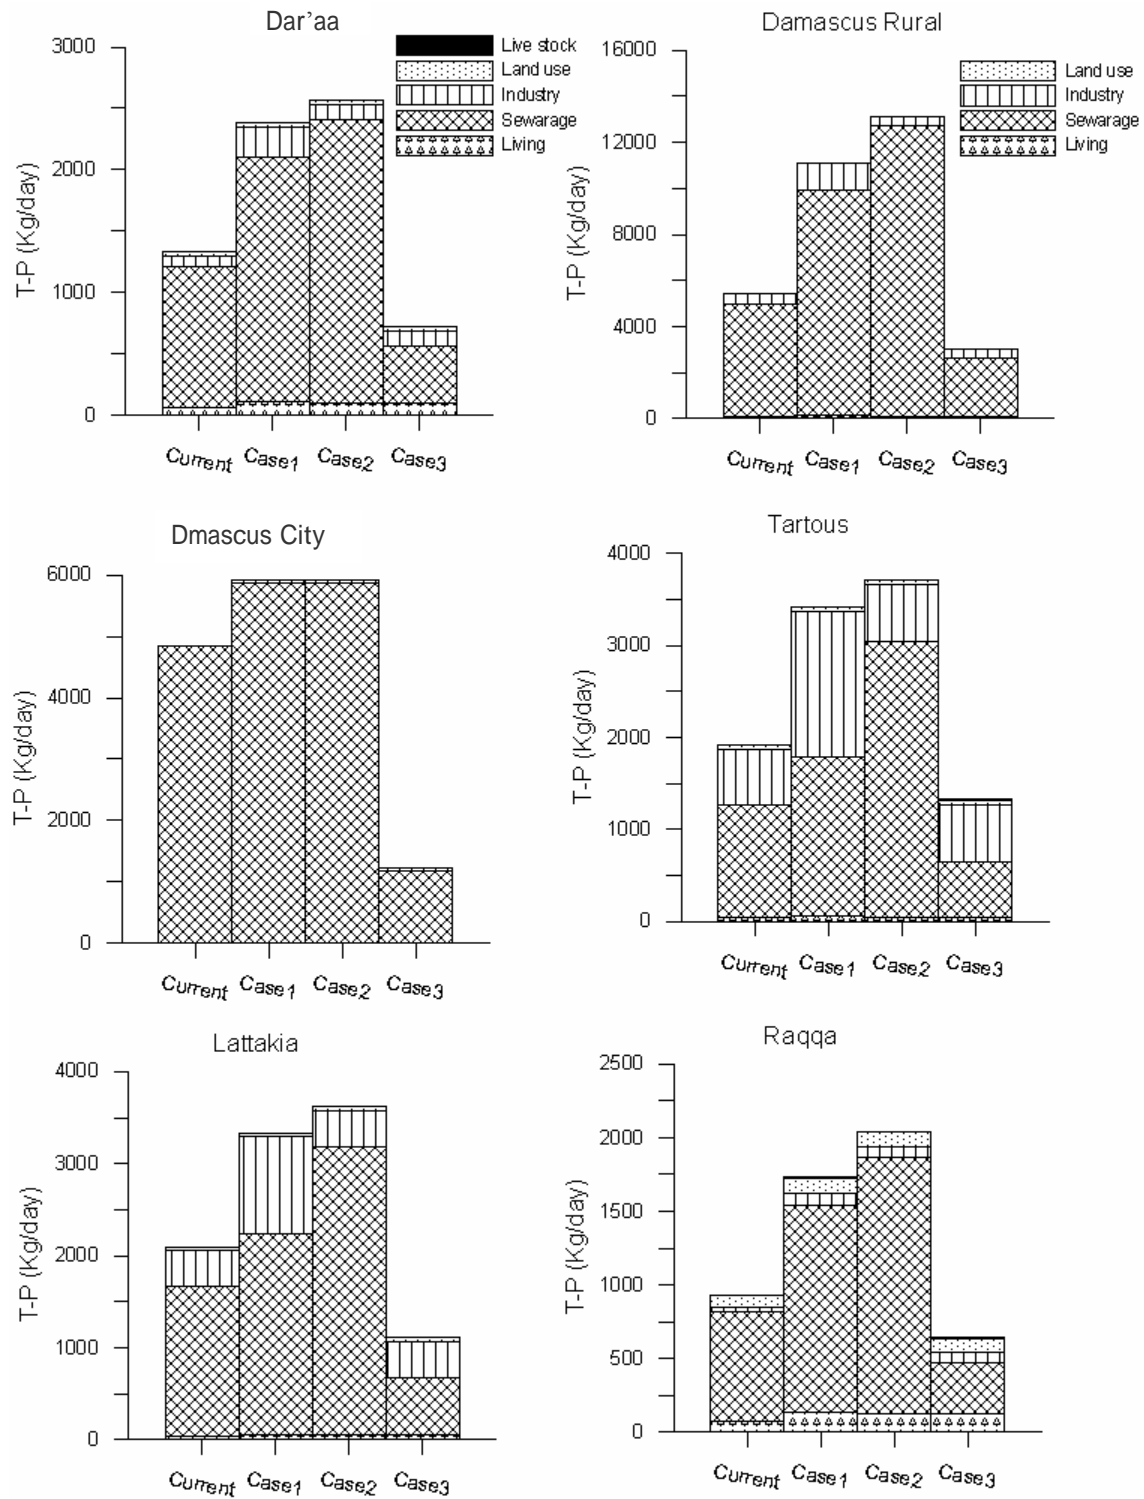 Dar’aa
3000
2000
1000
0
T-P (Kg/day)
Live stock
Land use
Industry
Sewarage
Living
Current
Case1
Case2
Case3
Damascus Rural
16000
12000
8000
4000
0
T-P (Kg/day)
Land use
Industry
Sewarage
Living
Current
Case1
Case2
Case3
Dmascus City
6000
4000
2000
0
T-P (Kg/day)
Current
Case1
Case2
Case3
Tartous
4000
3000
2000
1000
0
T-P (Kg/day)
Current
Case1
Case2
Case3
Lattakia
4000
3000
2000
1000
0
T-P (Kg/day)
Current
Case1
Case2
Case3
Raqqa
2500
2000
1500
1000
500
0
T-P (Kg/day)
Current
Case1
Case2
Case3